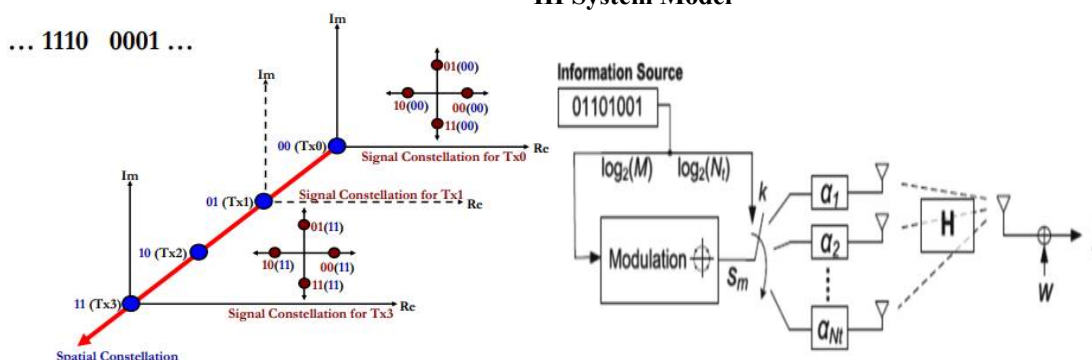 III System Model
… 1110 0001 …
Im
01(00)
10(00)
00(00)
11(00)
00 (Tx0)
Re
Signal Constellation for Tx0
Im
01 (Tx1)
Signal Constellation for Tx1
Re
10 (Tx2)
Im
01(11)
10(11)
00(11)
11(11)
11 (Tx3)
Re
Signal Constellation for Tx3
Spatial Constellation
Information Source
01101001
log₂(M) log₂(Nₜ)
k
Modulation
Sₘ
α₁
α₂
αNt
H
W